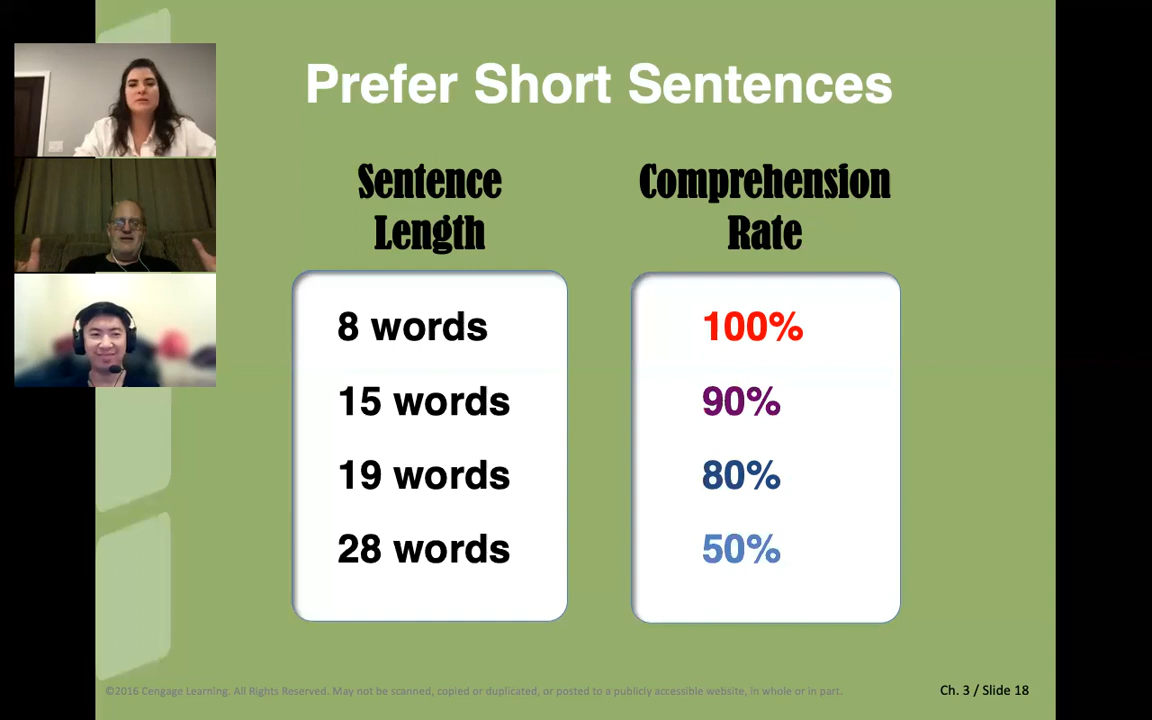 Prefer Short Sentences
Sentence
Length
Comprehension
Rate
8 words
100%
15 words
90%
19 words
80%
28 words
50%
©2016 Cengage Learning. All Rights Reserved. May not be scanned, copied or duplicated, or posted to a publicly accessible website, in whole or in part.
Ch. 3 / Slide 18